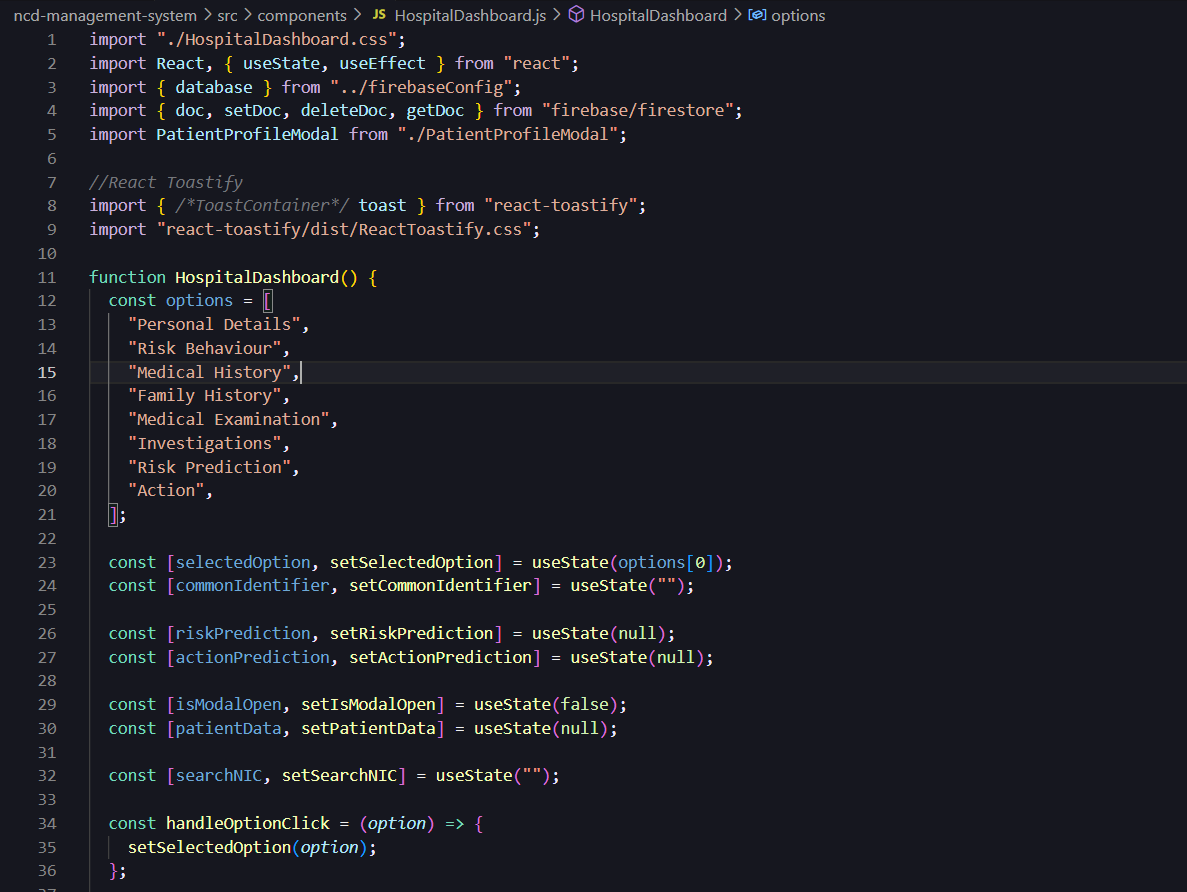 ncd-management-system > src > components > JS HospitalDashboard.js > HospitalDashboard > options
1 import "./HospitalDashboard.css";
2 import React, { useState, useEffect } from "react";
3 import { database } from "../firebaseConfig";
4 import { doc, setDoc, deleteDoc, getDoc } from "firebase/firestore";
5 import PatientProfileModal from "./PatientProfileModal";
6
7 //React Toastify
8 import { /*ToastContainer*/ toast } from "react-toastify";
9 import "react-toastify/dist/ReactToastify.css";
10
11 function HospitalDashboard() {
12   const options = [
13     "Personal Details",
14     "Risk Behaviour",
15     "Medical History",
16     "Family History",
17     "Medical Examination",
18     "Investigations",
19     "Risk Prediction",
20     "Action",
21   ];
22
23   const [selectedOption, setSelectedOption] = useState(options[0]);
24   const [commonIdentifier, setCommonIdentifier] = useState("");
25
26   const [riskPrediction, setRiskPrediction] = useState(null);
27   const [actionPrediction, setActionPrediction] = useState(null);
28
29   const [isModalOpen, setIsModalOpen] = useState(false);
30   const [patientData, setPatientData] = useState(null);
31
32   const [searchNIC, setSearchNIC] = useState("");
33
34   const handleOptionClick = (option) => {
35     setSelectedOption(option);
36   };
37